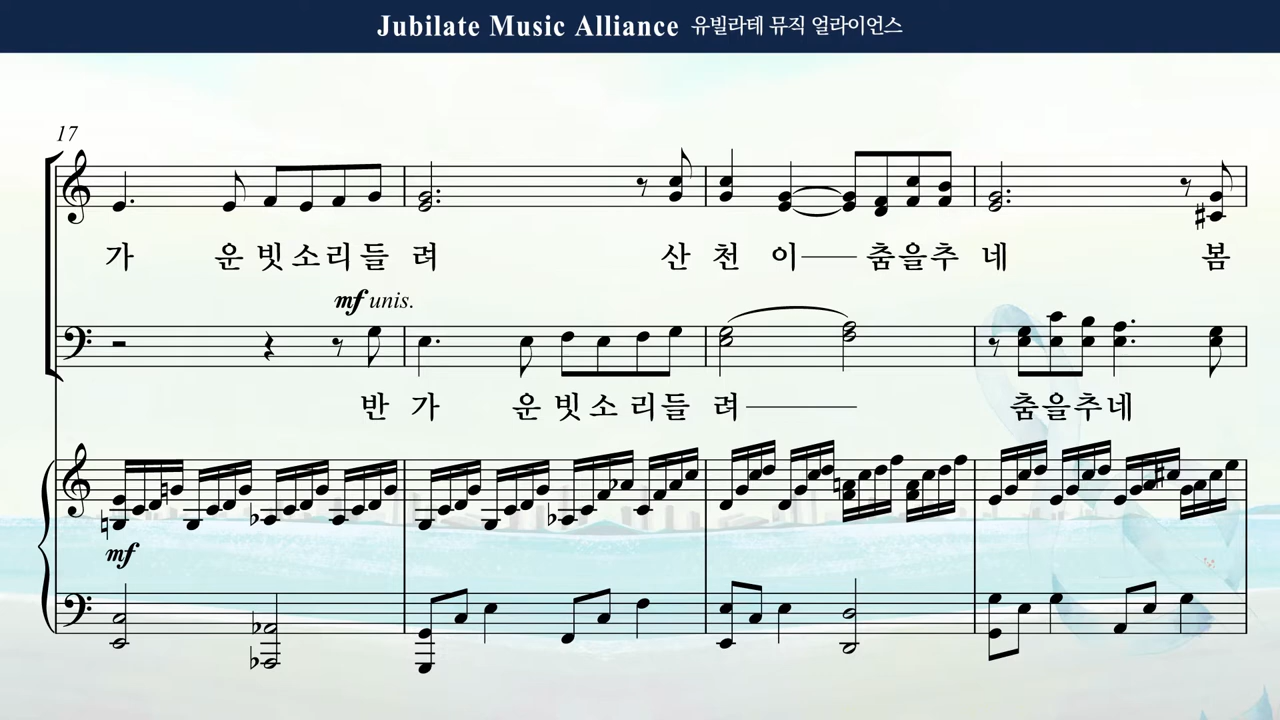 Jubilate Music Alliance 유빌라테 뮤직 얼라이언스
17
가 운 빗 소 리 들 려 산 천 이 춤 을 추 네 봄
mf unis.
반 가 운 빗 소 리 들 려 춤 을 추 네
mf